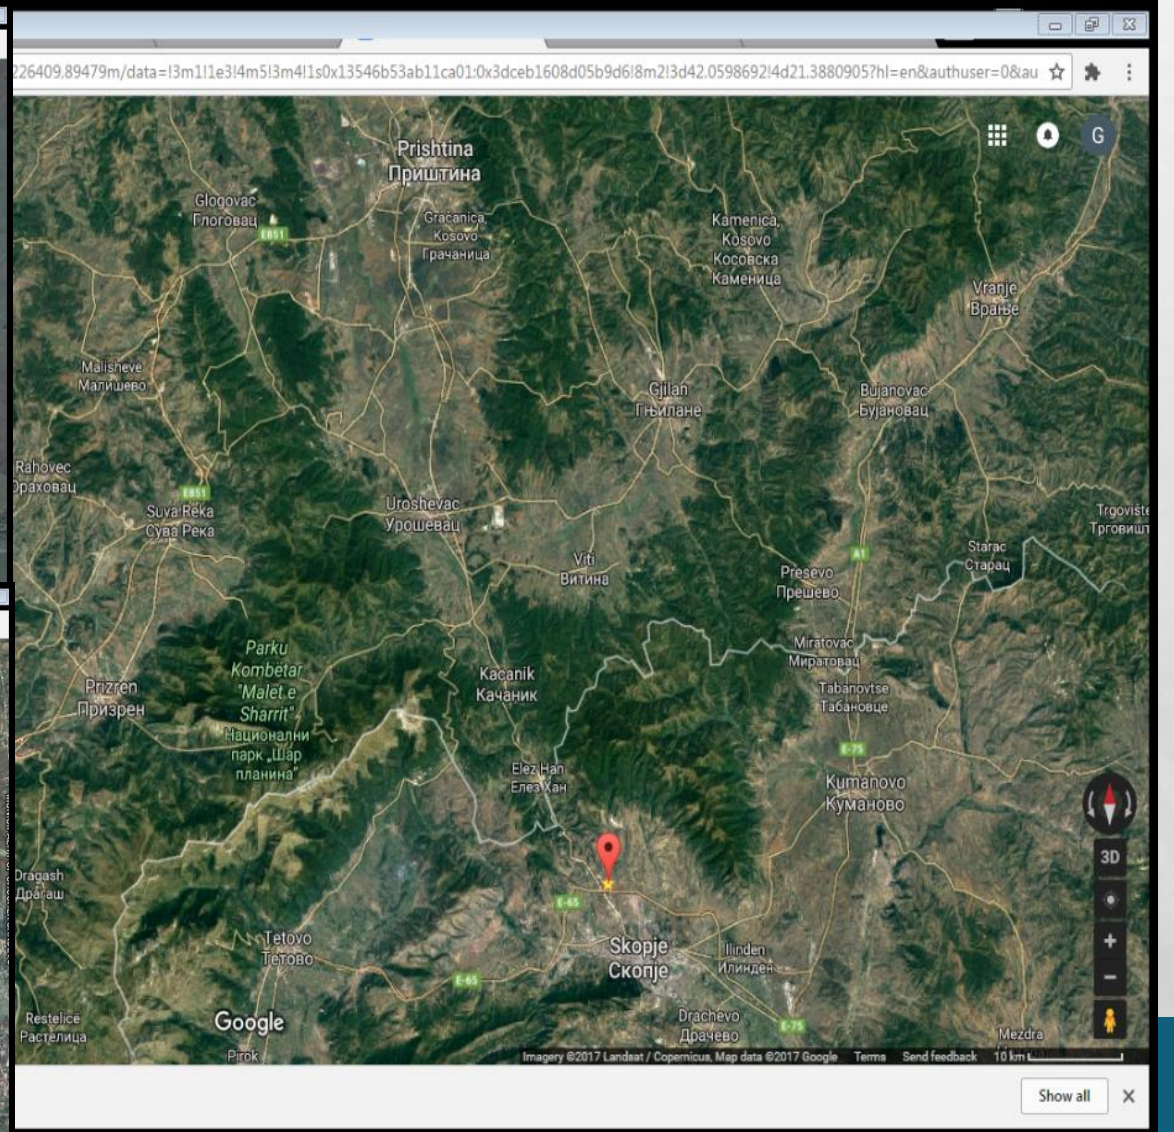 226409,89479m/data=!3m1!1e3!4m5!3m4!1s0x13546b53ab11ca01:0x3dceb1608d05b9d6!8m2!3d42.0598692!4d21.3880905?hl=en&authuser=0&au
G
Prishtina
Приштина
Glogovac
Глоговац
E851
Gračanica,
Kosovo
Грачаница
Kamenica,
Kosovo
Косовска
Каменица
Vranje
Врање
Malisheve
Малишево
Gjilan
Гњилане
Bujanovac
Бујановац
Rahovec
Ораховац
E851
Suva Reka
Сува Река
Uroshevac
Урошевац
Viti
Витина
Trgovište
Трговишт
A1
Starac
Старац
Presevo
Прешево
Miratovac
Миратовац
Parku
Kombëtar
"Malet e
Sharrit"
Национални
парк „Шар
планина“
Kacanik
Качаник
Prizren
Призрен
Tabanovtse
Табановце
E-75
Elez Han
Елез Хан
Kumanovo
Куманово
3D
Dragash
Драгаш
E-65
Tetovo
Тетово
Skopje
Скопје
Ilinden
Илинден
E-65
Drachevo
Драчево
E-75
Restelicë
Растелица
Google
Pirok
Mezdra
Imagery ©2017 Landsat / Copernicus, Map data ©2017 Google Terms Send feedback 10 km
Show all